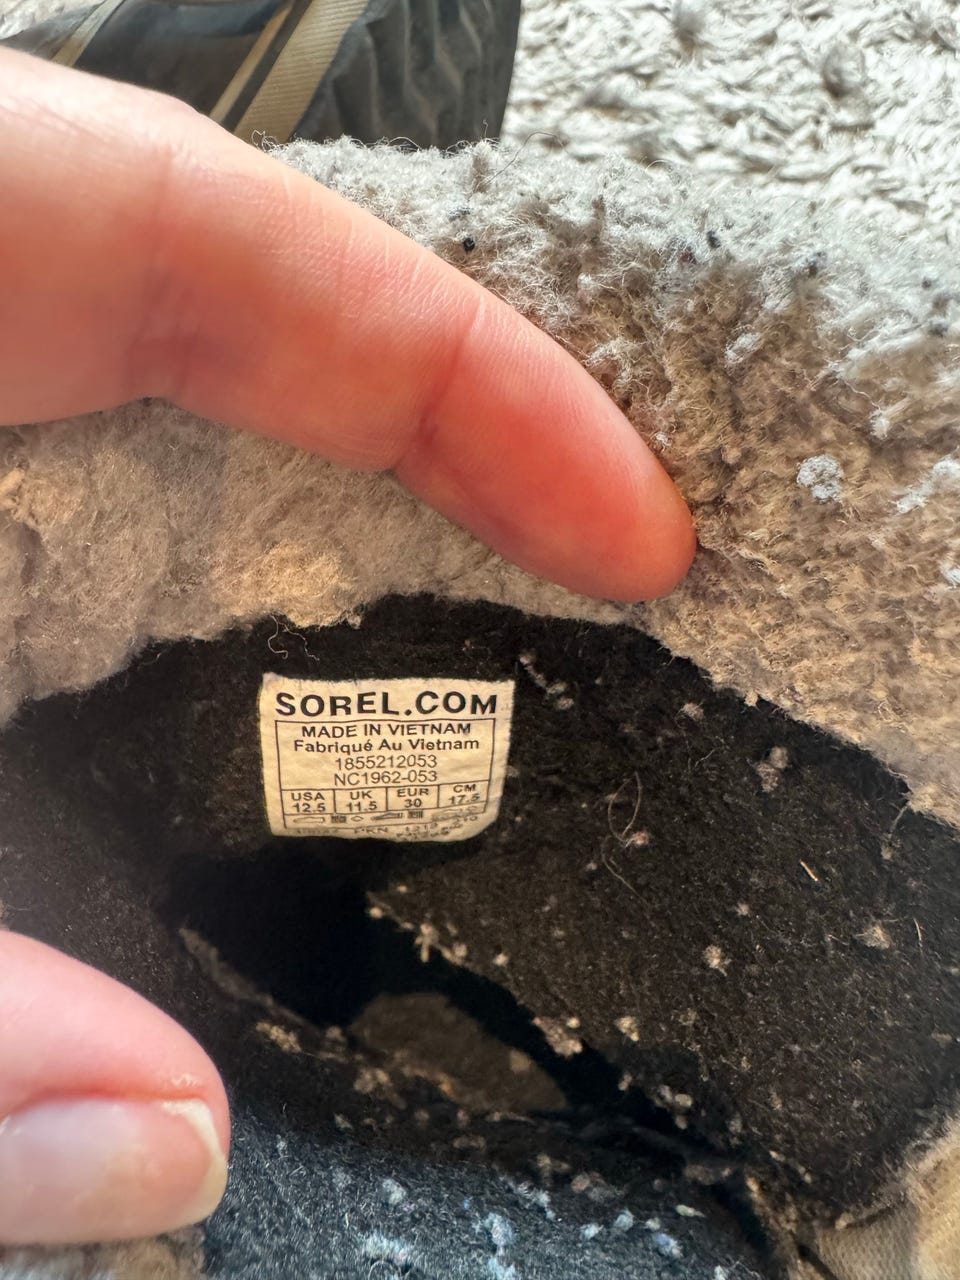 SOREL.COM
MADE IN VIETNAM
Fabriqué Au Vietnam
1855212053
NC1962-053
USA UK EUR CM
12.5 11.5 30 17.5